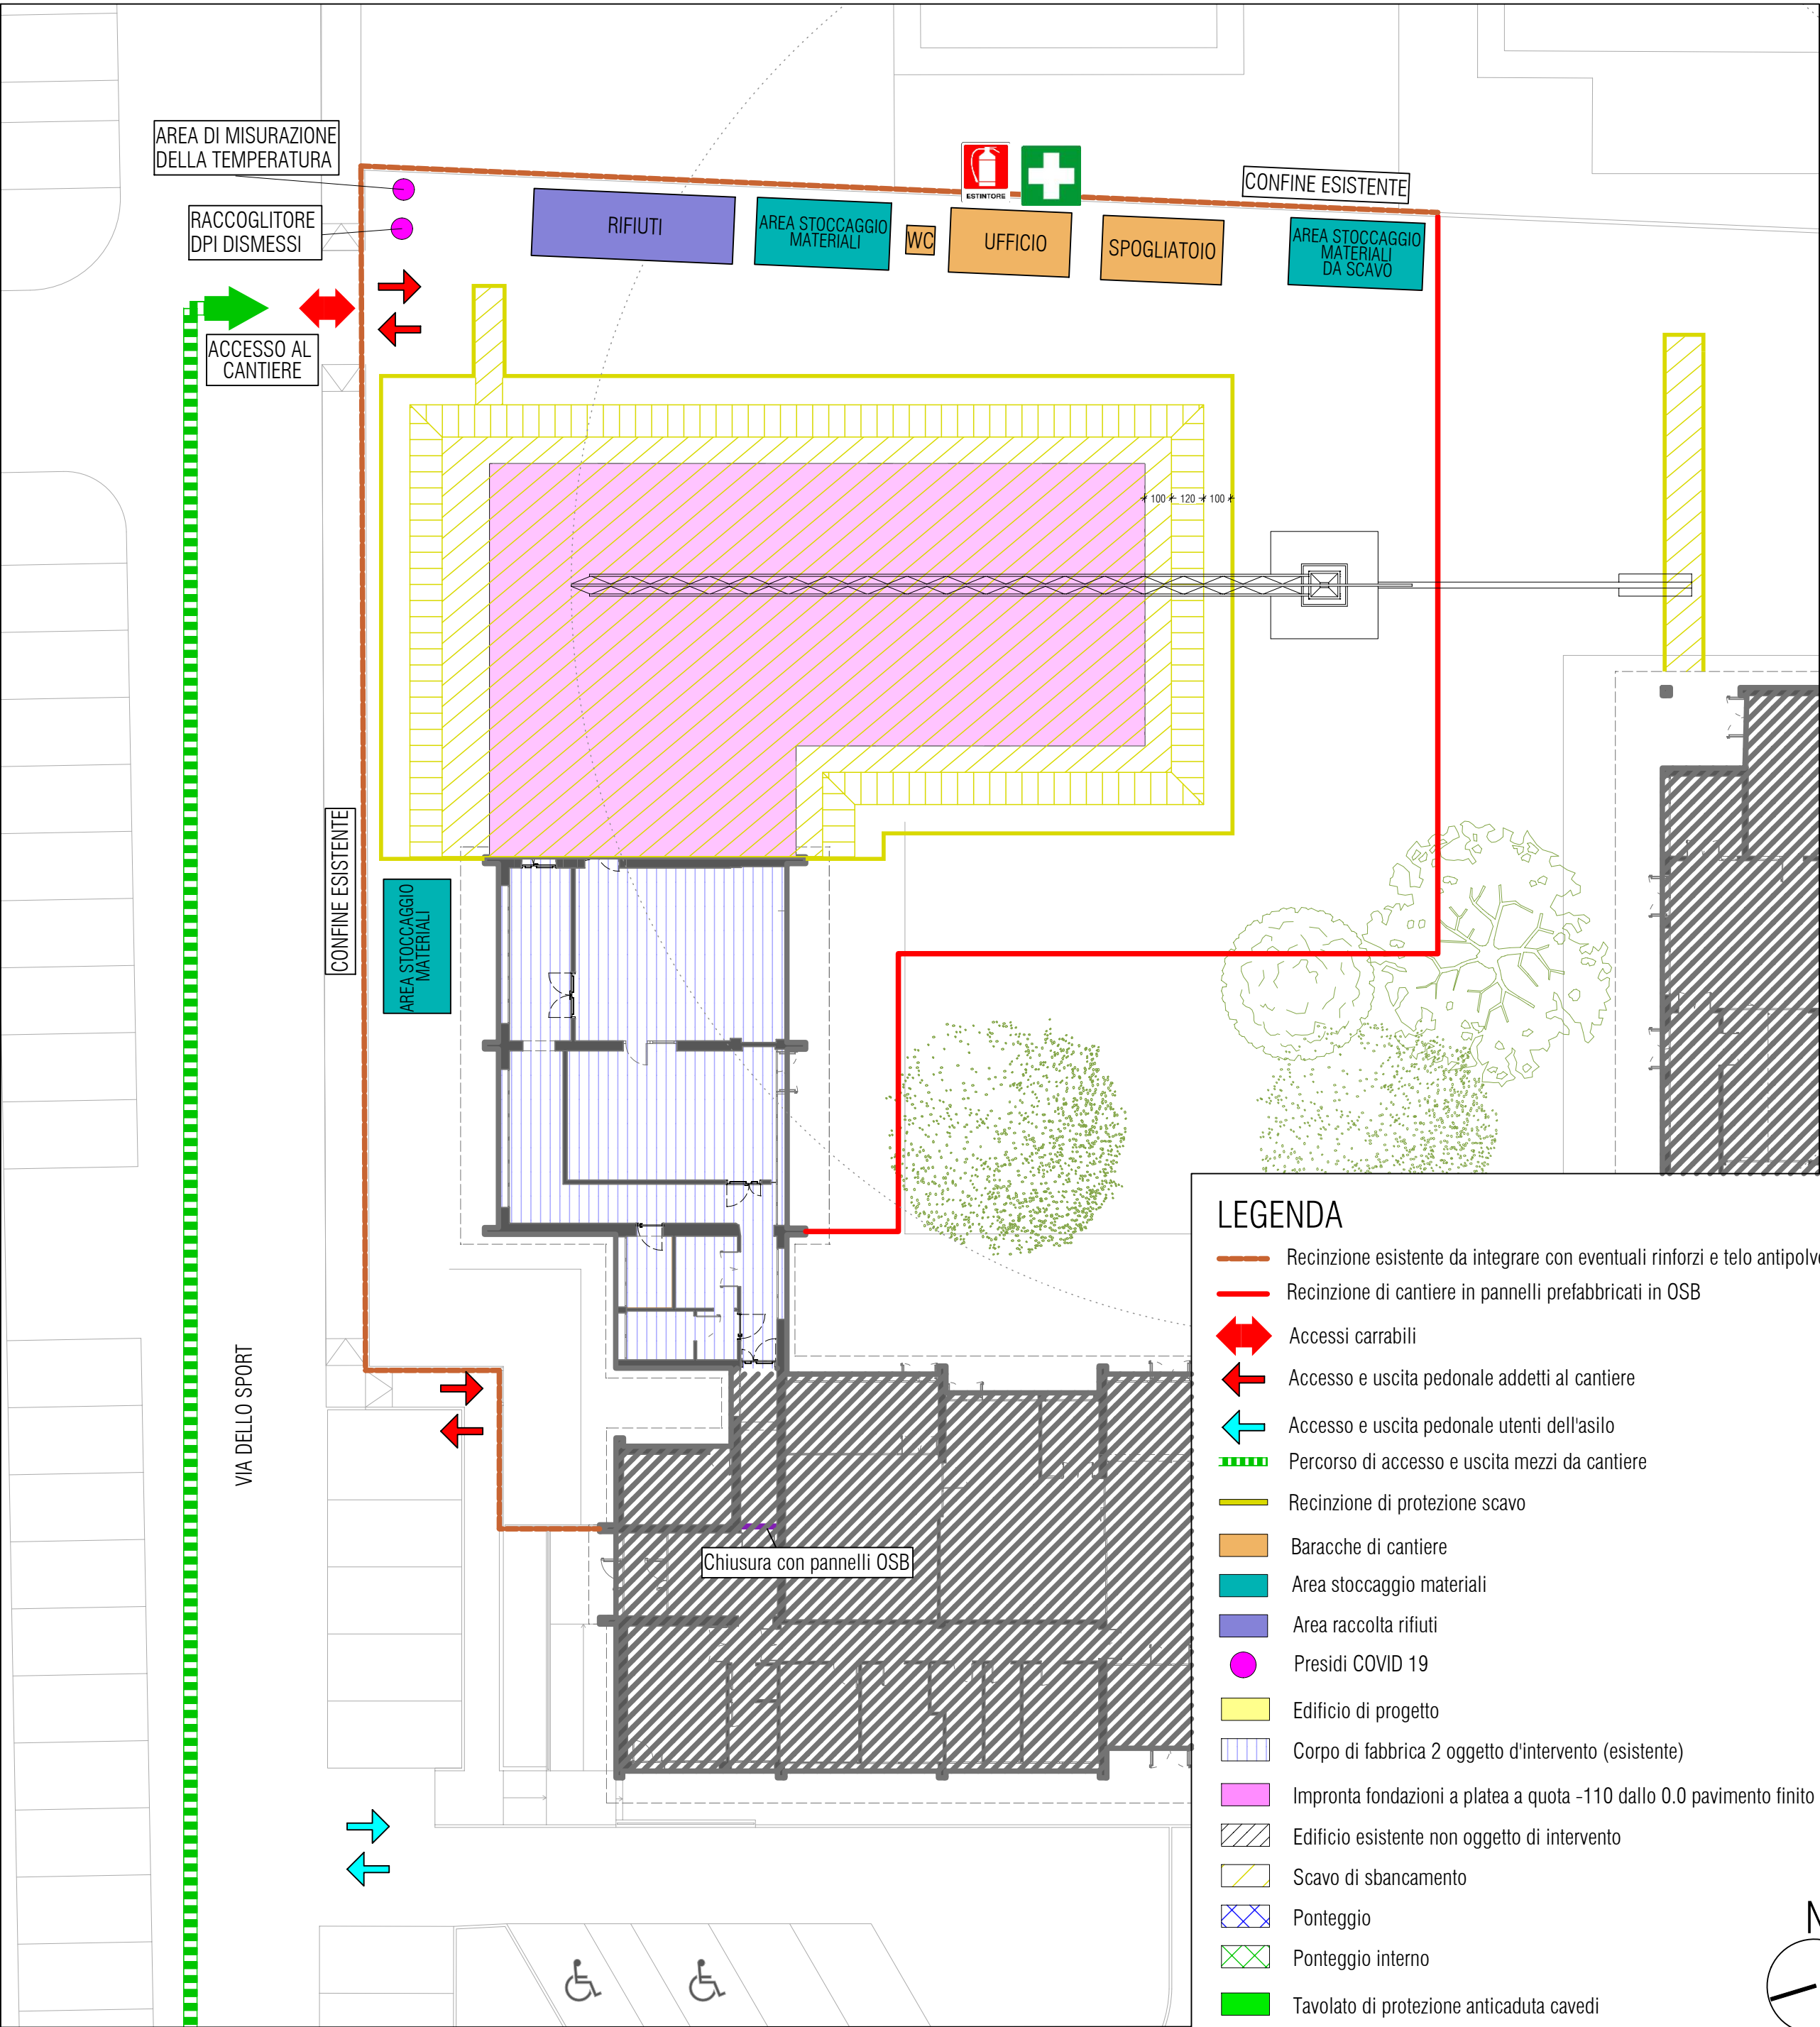 AREA DI MISURAZIONE
DELLA TEMPERATURA
RACCOGLITORE
DPI DISMESSI
ACCESSO AL
CANTIERE
RIFIUTI
AREA STOCCAGGIO
MATERIALI
WC
ESTINTORE
UFFICIO
SPOGLIATOIO
CONFINE ESISTENTE
AREA STOCCAGGIO
MATERIALI
DA SCAVO
100
120
100
CONFINE ESISTENTE
AREA STOCCAGGIO
MATERIALI
VIA DELLO SPORT
Chiusura con pannelli OSB
LEGENDA
Recinzione esistente da integrare con eventuali rinforzi e telo
Recinzione di cantiere in pannelli prefabbricati in OSB
Accessi carrabili
Accesso e uscita pedonale addetti al cantiere
Accesso e uscita pedonale utenti dell'asilo
Percorso di accesso e uscita mezzi da cantiere
Recinzione di protezione scavo
Baracche di cantiere
Area stoccaggio materiali
Area raccolta rifiuti
Presidi COVID 19
Edificio di progetto
Corpo di fabbrica 2 oggetto d'intervento (esistente)
Impronta fondazioni a platea a quota -110 dallo 0.0 pavimento finito
Edificio esistente non oggetto di intervento
Scavo di sbancamento
Ponteggio
Ponteggio interno
Tavolato di protezione anticaduta cavedi